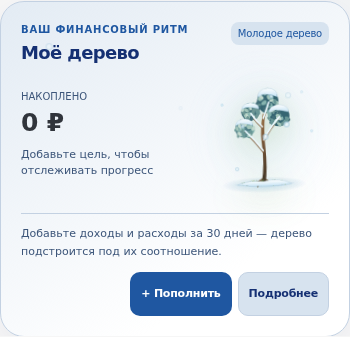 ВАШ ФИНАНСОВЫЙ РИТМ
Молодое дерево
Моё дерево
НАКОПЛЕНО
0 ₽
Добавьте цель, чтобы
отслеживать прогресс
Добавьте доходы и расходы за 30 дней — дерево
подстроится под их соотношение.
+ Пополнить
Подробнее